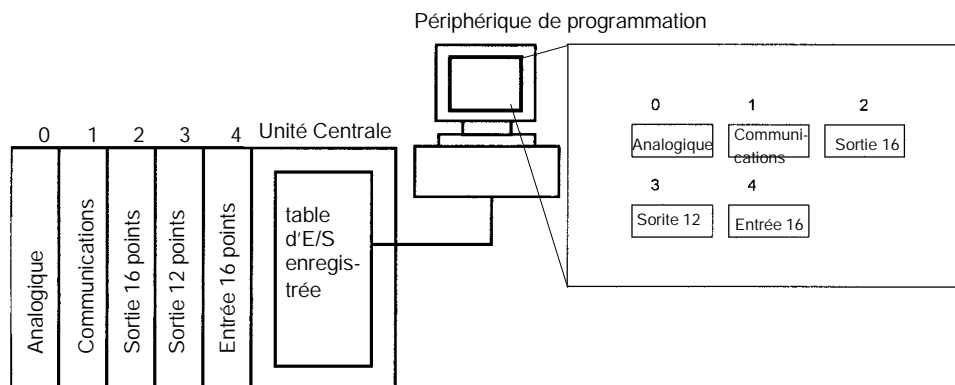 Périphérique de programmation
0 1 2 3 4 Unité Centrale
Analogique
Communications
Sortie 16 points
Sortie 12 points
Entrée 16 points
table
d'E/S
enregis-
trée
0 1 2
Analogique
Communi-
cations
Sortie 16
3 4
Sorite 12
Entrée 16